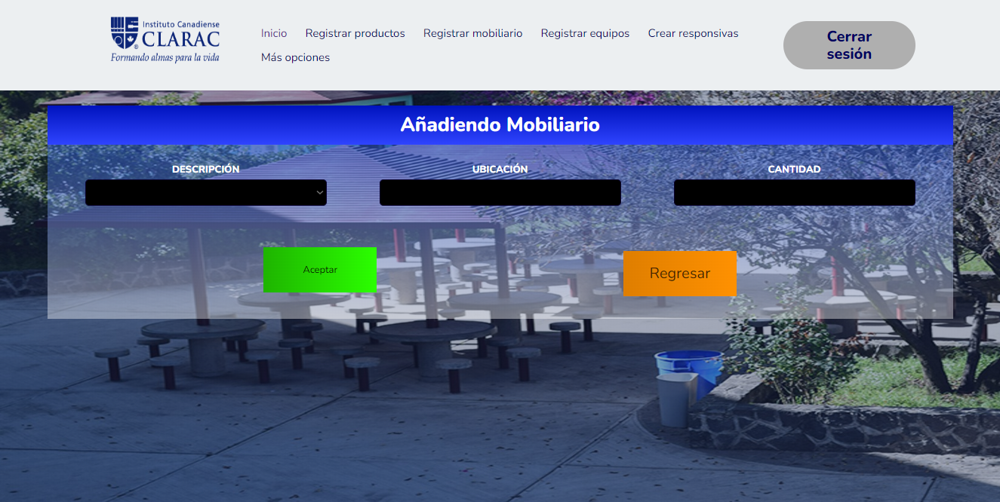 Instituto Canadiense
CLARAC
®
Formando almas para la vida
Inicio Registrar productos Registrar mobiliario Registrar equipos Crear responsivas
Más opciones
Cerrar
sesión
Añadiendo Mobiliario
DESCRIPCIÓN UBICACIÓN CANTIDAD
Aceptar Regresar